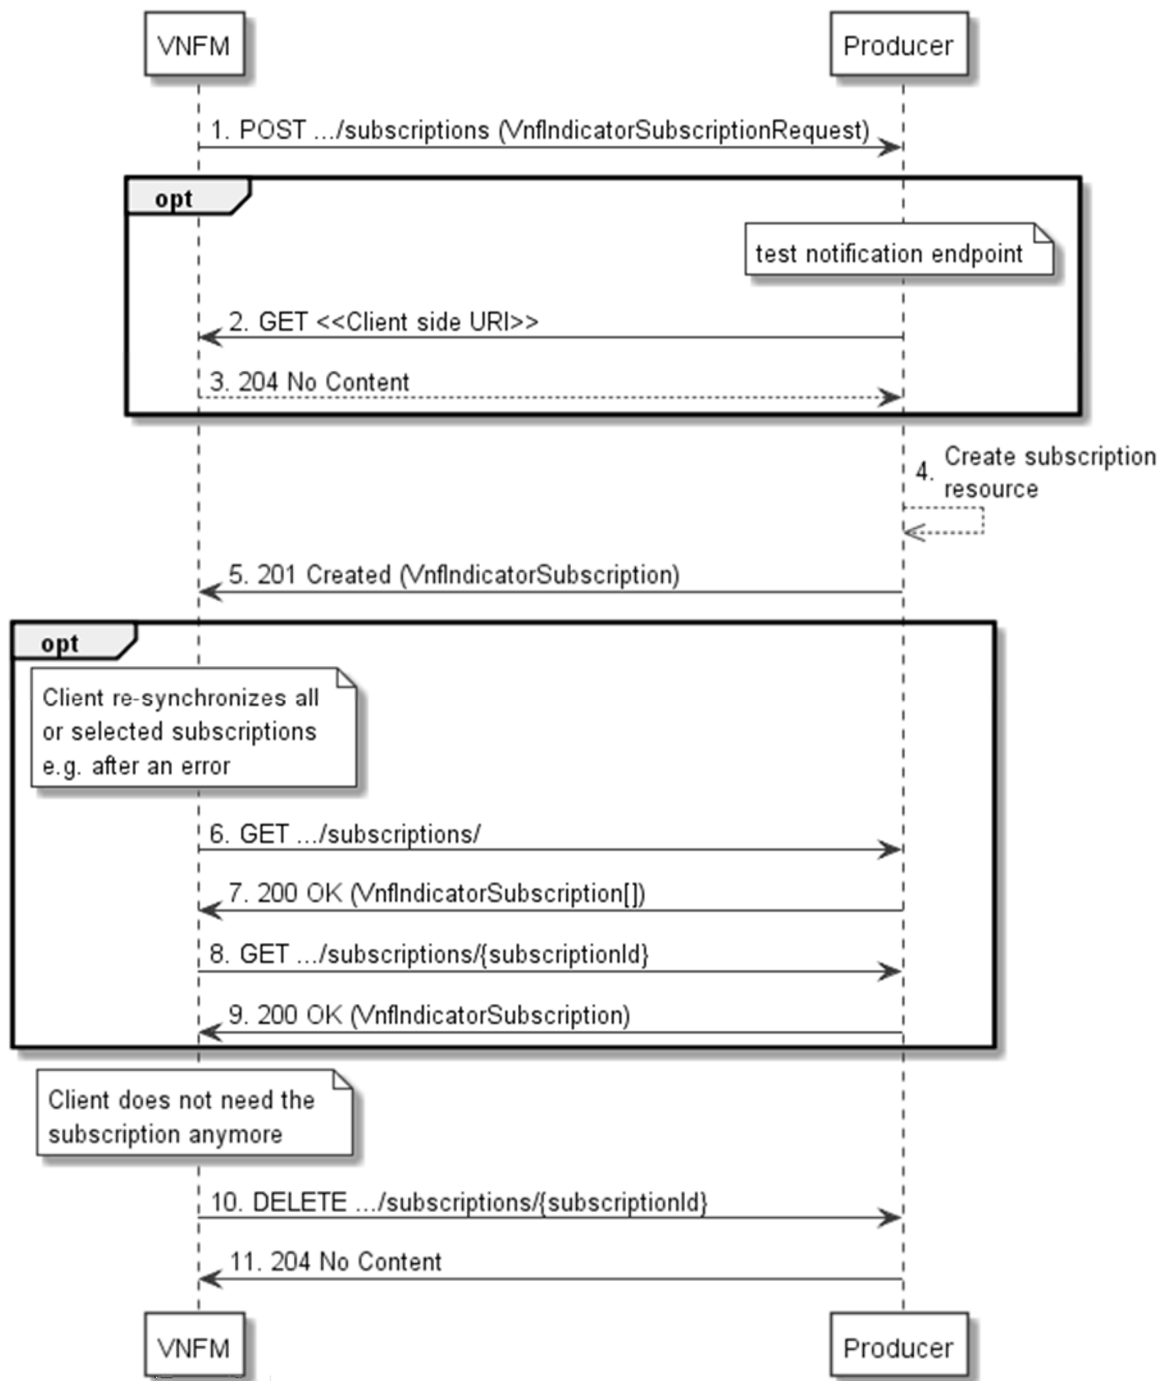 VNFM
Producer
1. POST .../subscriptions (VnfIndicatorSubscriptionRequest)
opt
test notification endpoint
2. GET <<Client side URI>>
3. 204 No Content
4. Create subscription
resource
5. 201 Created (VnfIndicatorSubscription)
opt
Client re-synchronizes all
or selected subscriptions
e.g. after an error
6. GET .../subscriptions/
7. 200 OK (VnfIndicatorSubscription[])
8. GET .../subscriptions/{subscriptionId}
9. 200 OK (VnfIndicatorSubscription)
Client does not need the
subscription anymore
10. DELETE .../subscriptions/{subscriptionId}
11. 204 No Content
VNFM
Producer